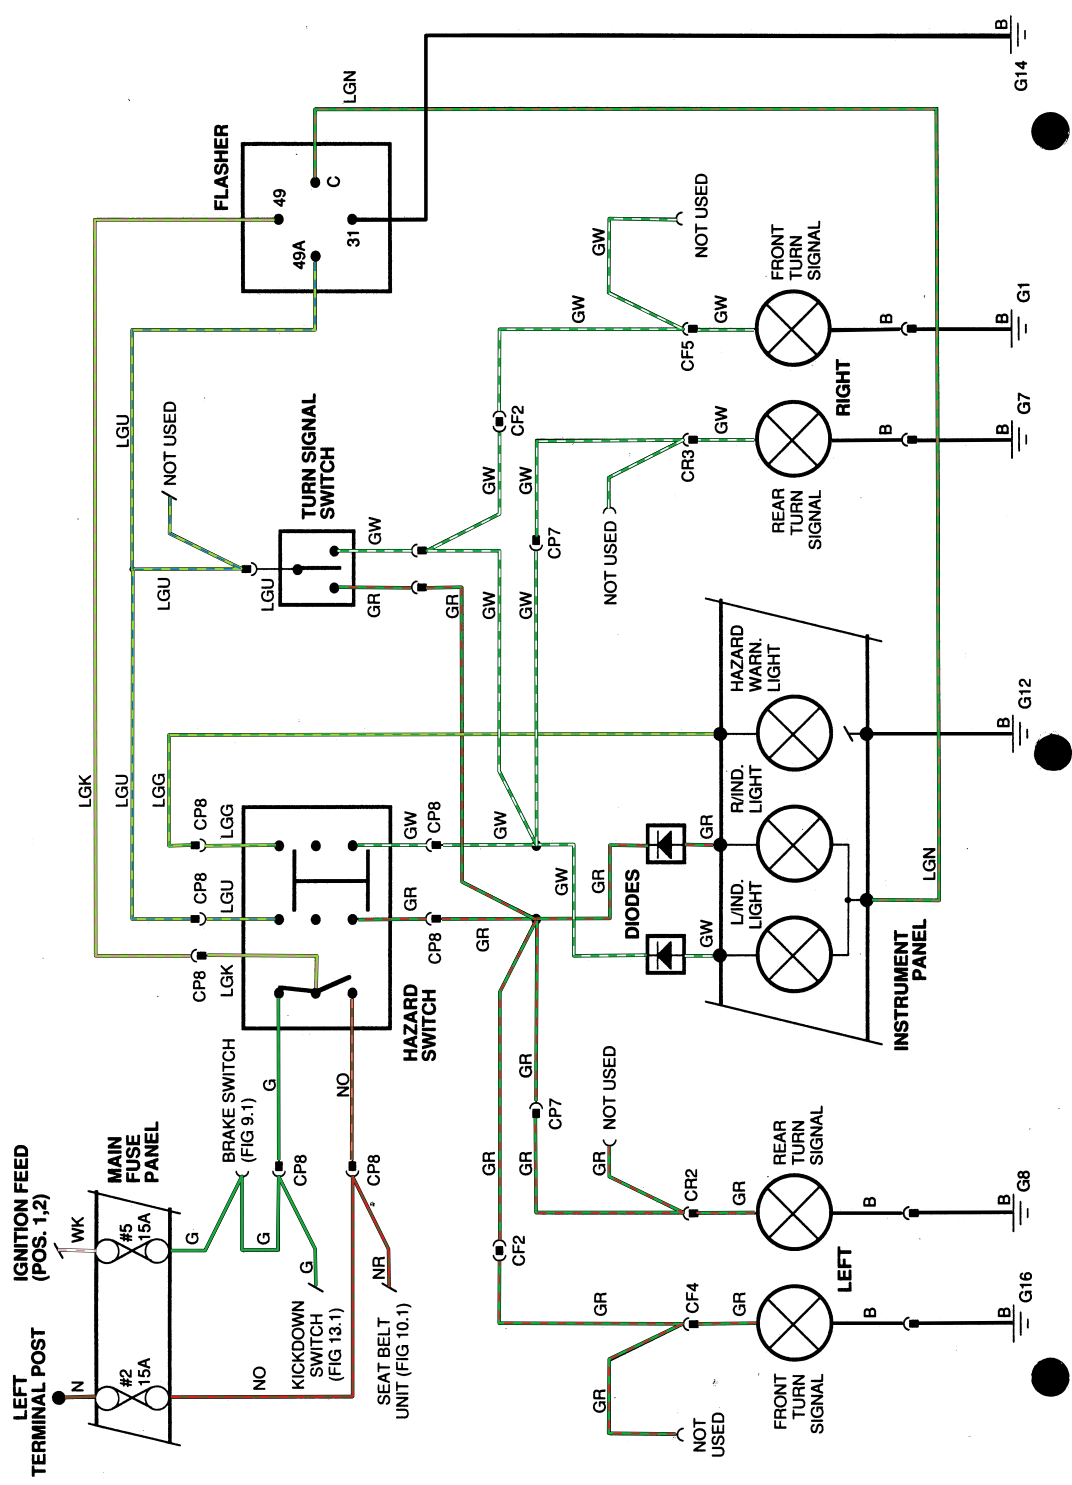 LEFT
TERMINAL POST
IGNITION FEED
(POS. 1,2)
N
WK
MAIN
FUSE
PANEL
#2
15A
#5
15A
NO
G
G
BRAKE SWITCH
(FIG 9.1)
KICKDOWN
SWITCH
(FIG 13.1)
SEAT BELT
UNIT (FIG 10.1)
NR
CP8
CP8
G
NO
HAZARD
SWITCH
LGK
LGU
LGG
CP8
LGK
CP8
LGU
CP8
LGG
GR
CP8
GW
CP8
LGU
NOT USED
LGU
LGU
TURN SIGNAL
SWITCH
GW
GR
FLASHER
49
49A
C
31
LGN
B
G14
GR
GW
GW
CF2
GW
GW
CP7
GW
GW
GR
GW
GR
DIODES
GW
GR
GW
GW
NOT USED
CF5
GW
CR3
GW
NOT USED
FRONT
TURN
SIGNAL
RIGHT
REAR
TURN
SIGNAL
B
B
G1
B
B
G7
HAZARD
WARN.
LIGHT
R/IND.
LIGHT
L/IND.
LIGHT
INSTRUMENT
PANEL
LGN
B
G12
GR
CF2
GR
CP7
GR
NOT USED
GR
CR2
GR
GR
CF4
GR
GR
NOT
USED
REAR
TURN
SIGNAL
LEFT
FRONT
TURN
SIGNAL
B
B
G8
B
B
G16